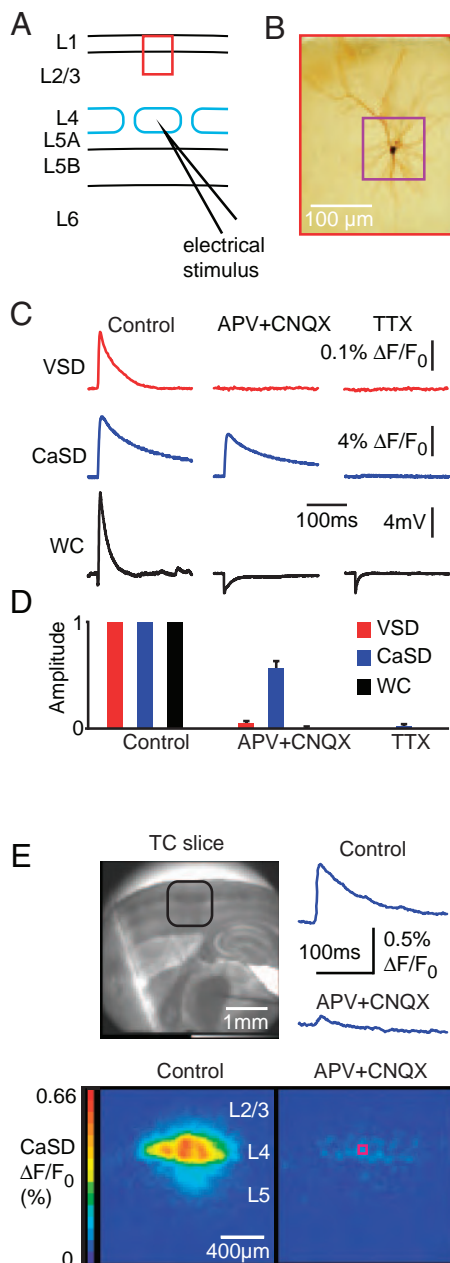 A
L1
L2/3
L4
L5A
L5B
L6
electrical
stimulus
B
100 µm
C
Control APV+CNQX TTX
VSD
0.1% ΔF/F0
CaSD
4% ΔF/F0
100ms
4mV
WC
D
1
Amplitude
0
VSD
CaSD
WC
Control APV+CNQX TTX
E
TC slice
1mm
Control
100ms
0.5%
ΔF/F0
APV+CNQX
Control APV+CNQX
0.66
CaSD
ΔF/F0
(%)
0
L2/3
L4
L5
400µm